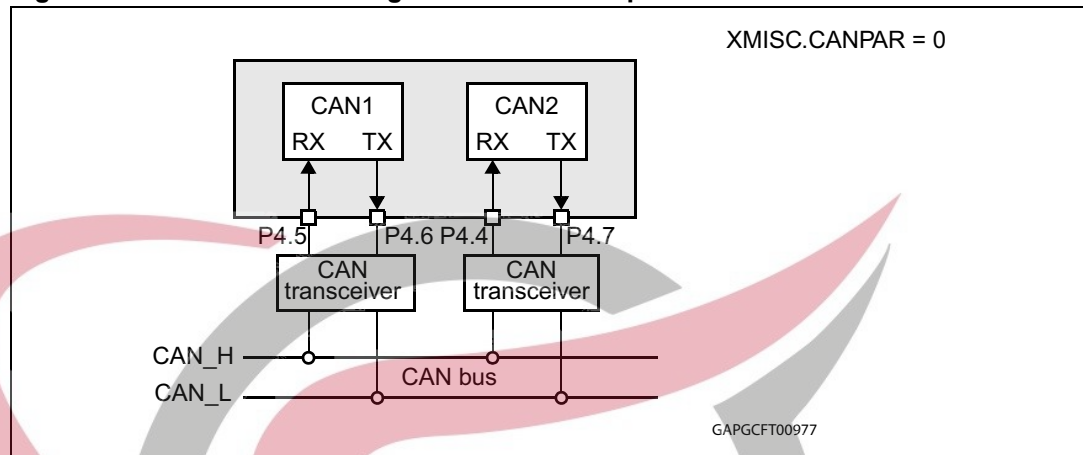 XMISC.CANPAR = 0
CAN1
CAN2
RX TX
RX TX
P4.5
P4.6 P4.4
P4.7
CAN
transceiver
CAN
transceiver
CAN_H
CAN bus
CAN_L
GAPGCFT00977